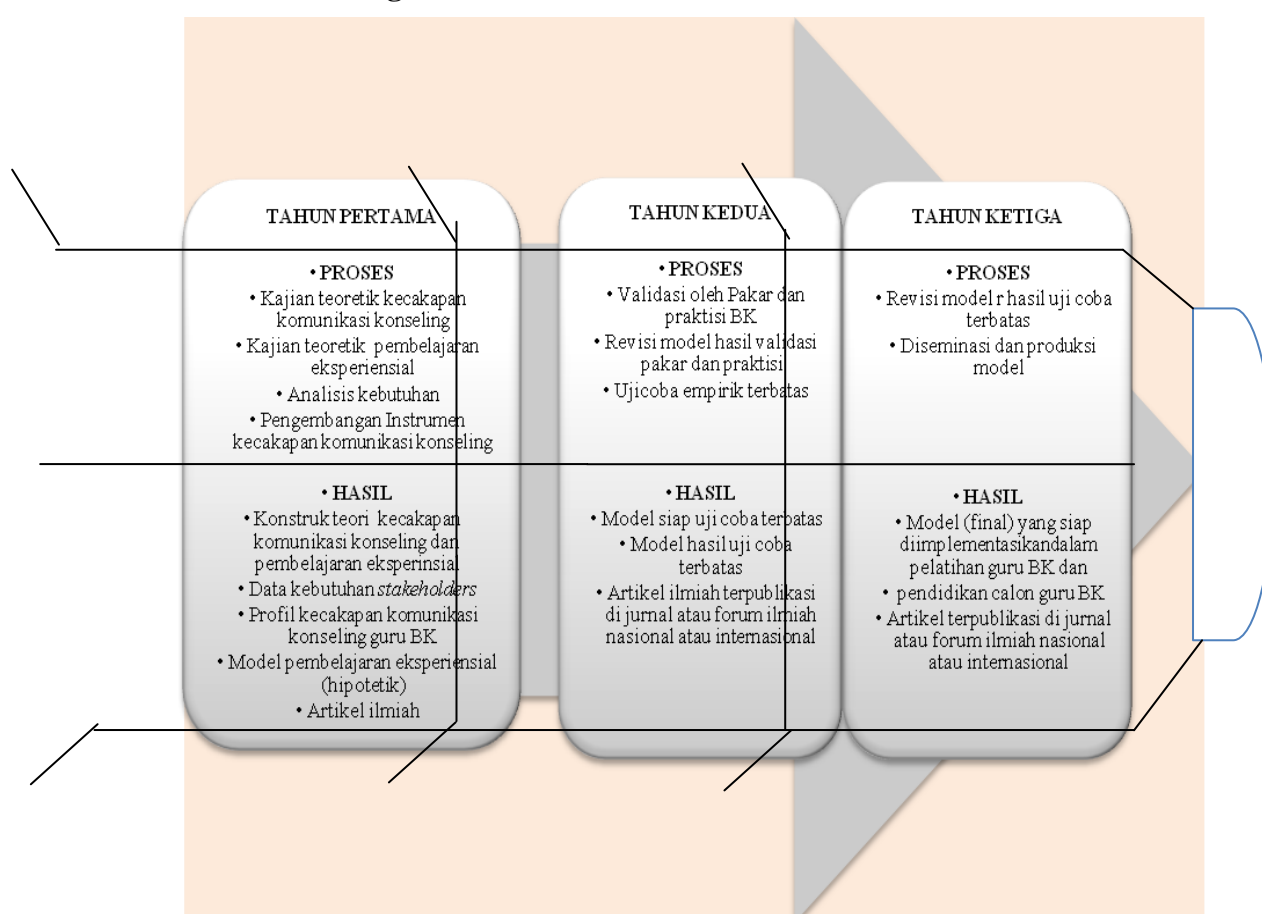 g
TAHUN PERTAMA
• PROSES
• Kajian teoretik kecakapan
komunikasi konseling
• Kajian teoretik pembelajaran
eksperiensial
• Analisis kebutuhan
• Pengembangan Instrumen
kecakapan komunikasi konseling
• HASIL
• Konstruk teori kecakapan
komunikasi konseling dan
pembelajaran eksperinsial
• Data kebutuhan stakeholders
• Profil kecakapan komunikasi
konseling guru BK
• Model pembelajaran eksperiensial
(hipotetik)
• Artikel ilmiah
TAHUN KEDUA
• PROSES
• Validasi oleh Pakar dan
praktisi BK
• Revisi model hasil validasi
pakar dan praktisi
• Ujicoba empirik terbatas
• HASIL
• Model siap uji coba terbatas
• Model hasil uji coba
terbatas
• Artikel ilmiah terpublikasi
di jurnal atau forum ilmiah
nasional atau internasional
TAHUN KETIGA
• PROSES
• Revisi model r hasil uji coba
terbatas
• Diseminasi dan produksi
model
• HASIL
• Model (final) yang siap
diimplementasikandalam
pelatihan guru BK dan
• pendidikan calon guru BK
• Artikel terpublikasi di jurnal
atau forum ilmiah nasional
atau internasional